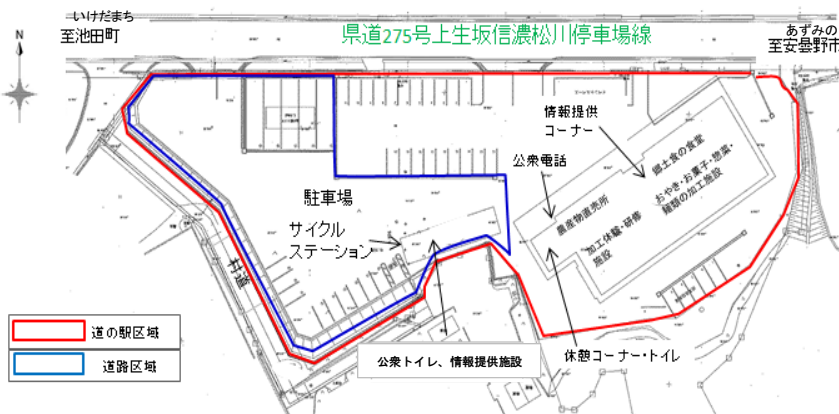 いけだまち
至池田町
県道275号上生坂信濃松川停車場線
あずみの
至安曇野市
N
情報提供
コーナー
公衆電話
郷土食の食堂
おやき・お菓子・惣菜・
麺類の加工施設
農産物直売所
加工体験・研修
施設
駐車場
サイクル
ステーション
村道
道の駅区域
道路区域
公衆トイレ、情報提供施設
休憩コーナー・トイレ